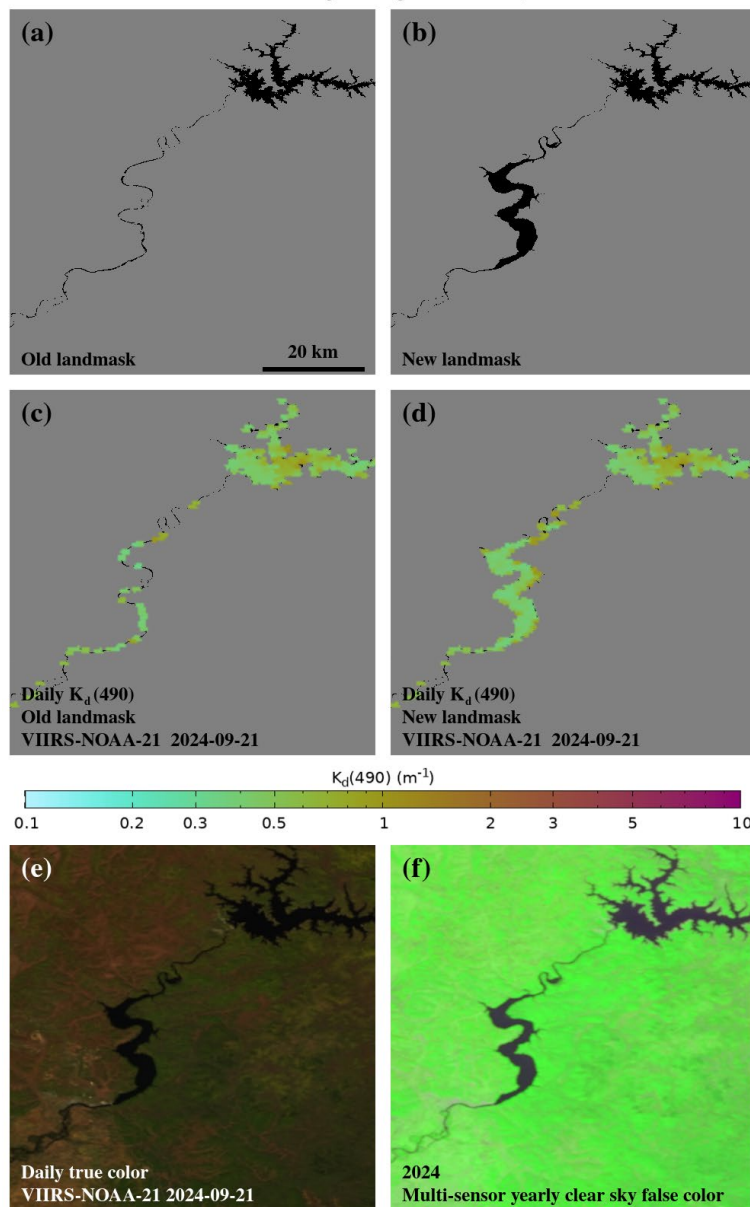 (a)
(b)
Old landmask
20 km
New landmask
(c)
(d)
Daily Kd(490)
Old landmask
VIIRS-NOAA-21 2024-09-21
Daily Kd(490)
New landmask
VIIRS-NOAA-21 2024-09-21
Kd(490) (m-1)
0.1 0.2 0.3 0.5 1 2 3 5 10
(e)
(f)
Daily true color
VIIRS-NOAA-21 2024-09-21
2024
Multi-sensor yearly clear sky false color